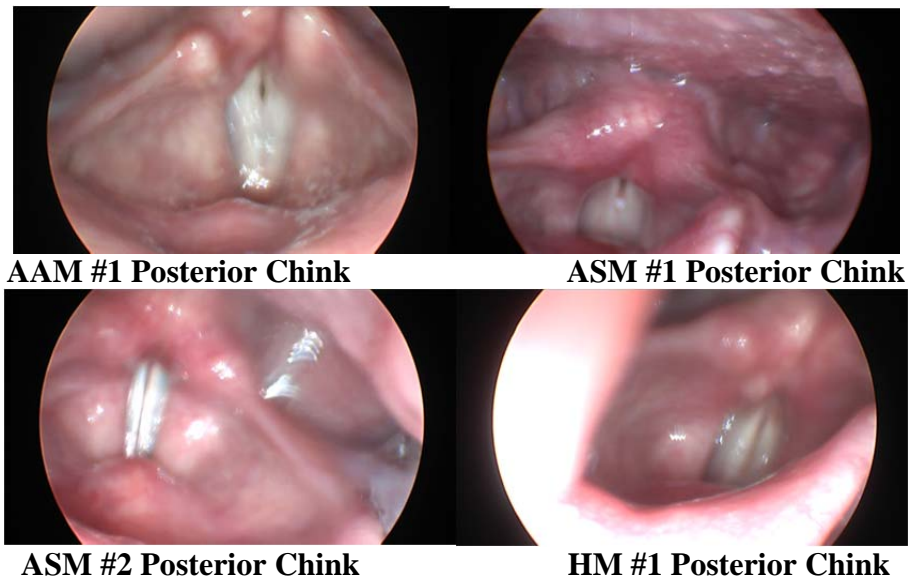 AAM #1 Posterior Chink
ASM #1 Posterior Chink
ASM #2 Posterior Chink
HM #1 Posterior Chink